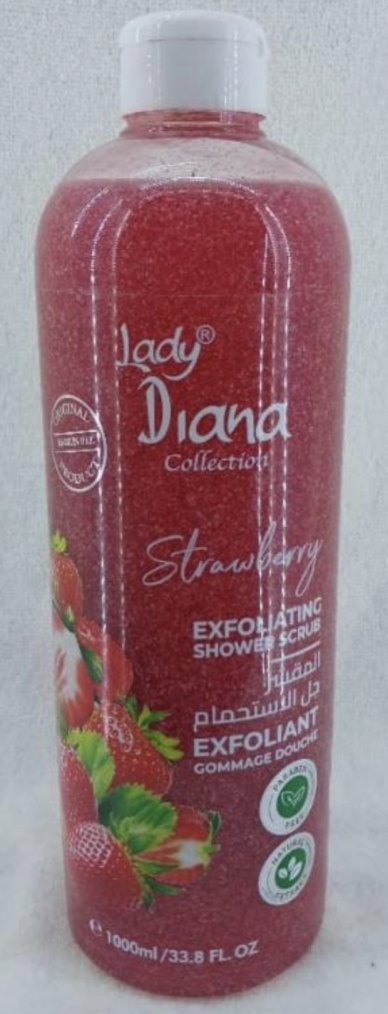 Lady®
Diana
Collection
ORIGINAL
PRODUCT
Strawberry
EXFOLIATING
SHOWER SCRUB
المقشر
جل الاستحمام
EXFOLIANT
GOMMAGE DOUCHE
PARABEN
FREE
NATURAL
EXTRACT
℮ 1000ml /33.8 FL. OZ